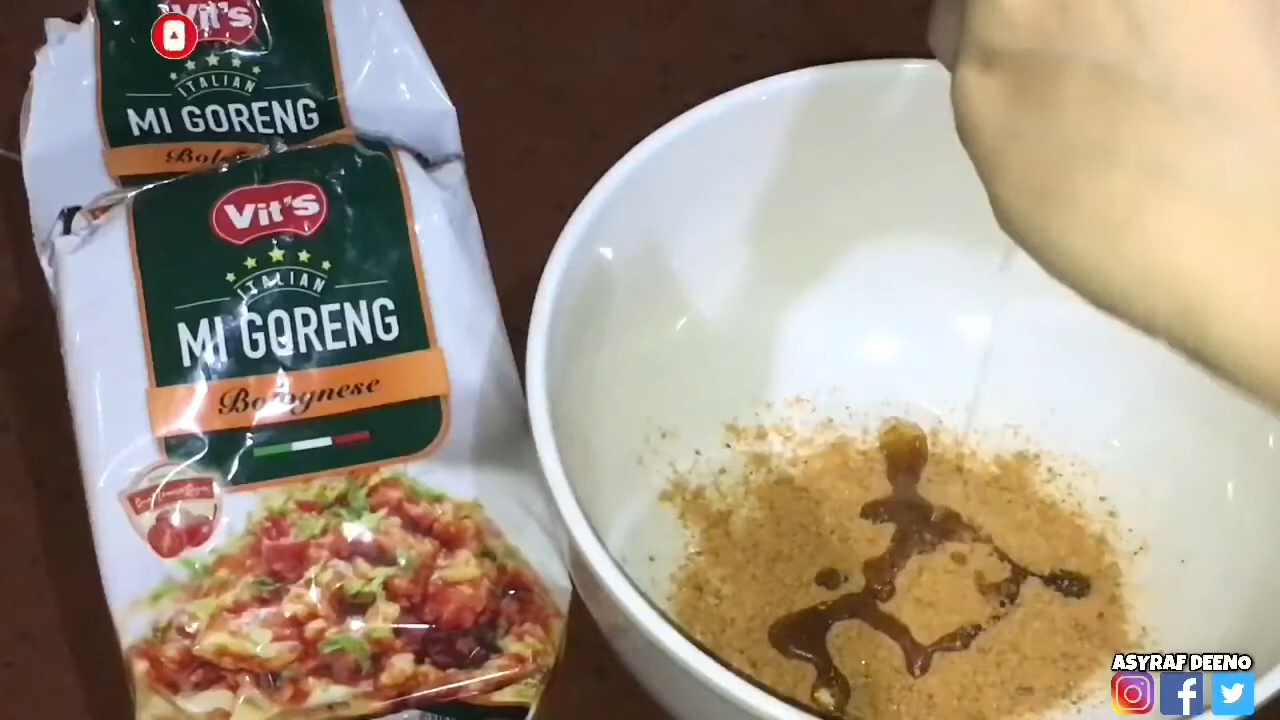 Vit's
ITALIAN
MI GORENG
Vit's
ITALIAN
MI GORENG
Bolognese
ASYRAF DEENO